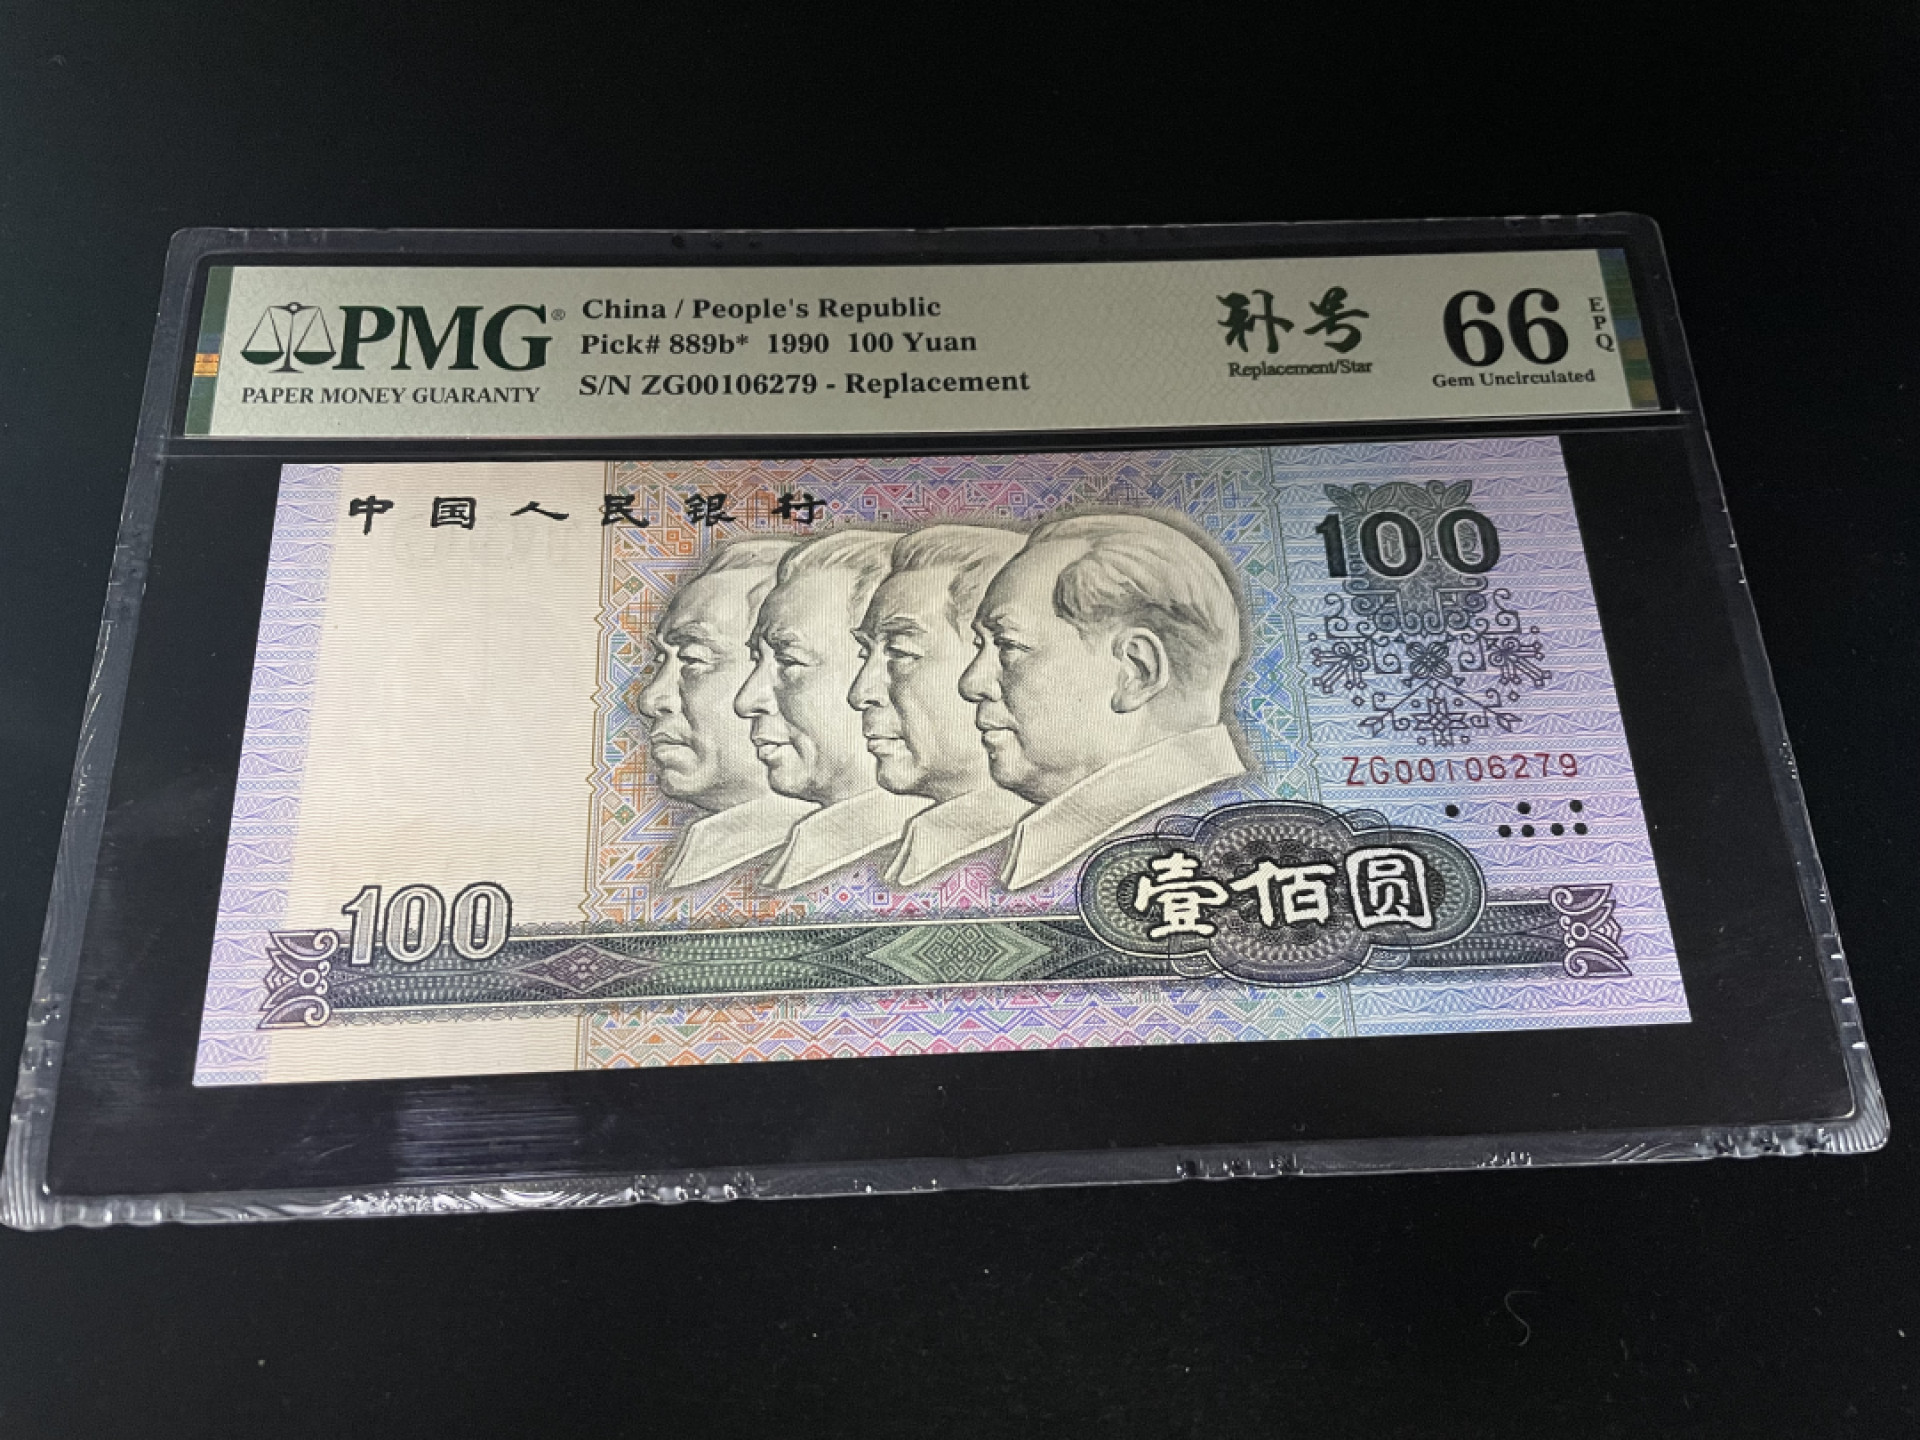 PMG®
PAPER MONEY GUARANTY
China / People's Republic
Pick# 889b* 1990 100 Yuan
S/N ZG00106279 - Replacement
补号
Replacement/Star
66
EPQ
Gem Uncirculated
中国人民银行
100
ZG00106279
100
壹佰圆
PMG